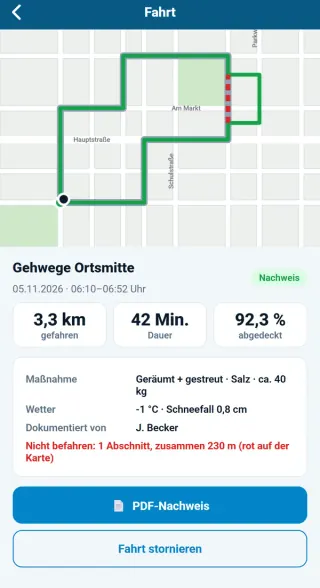 Fahrt
Am Markt
Hauptstraße
Schulstraße
Gehwege Ortsmitte
Nachweis
05.11.2026 · 06:10–06:52 Uhr
3,3 km
gefahren
42 Min.
Dauer
92,3 %
abgedeckt
Maßnahme
Geräumt + gestreut · Salz · ca. 40
kg
Wetter
-1 °C · Schneefall 0,8 cm
Dokumentiert von
J. Becker
Nicht befahren: 1 Abschnitt, zusammen 230 m (rot auf der
Karte)
PDF-Nachweis
Fahrt stornieren